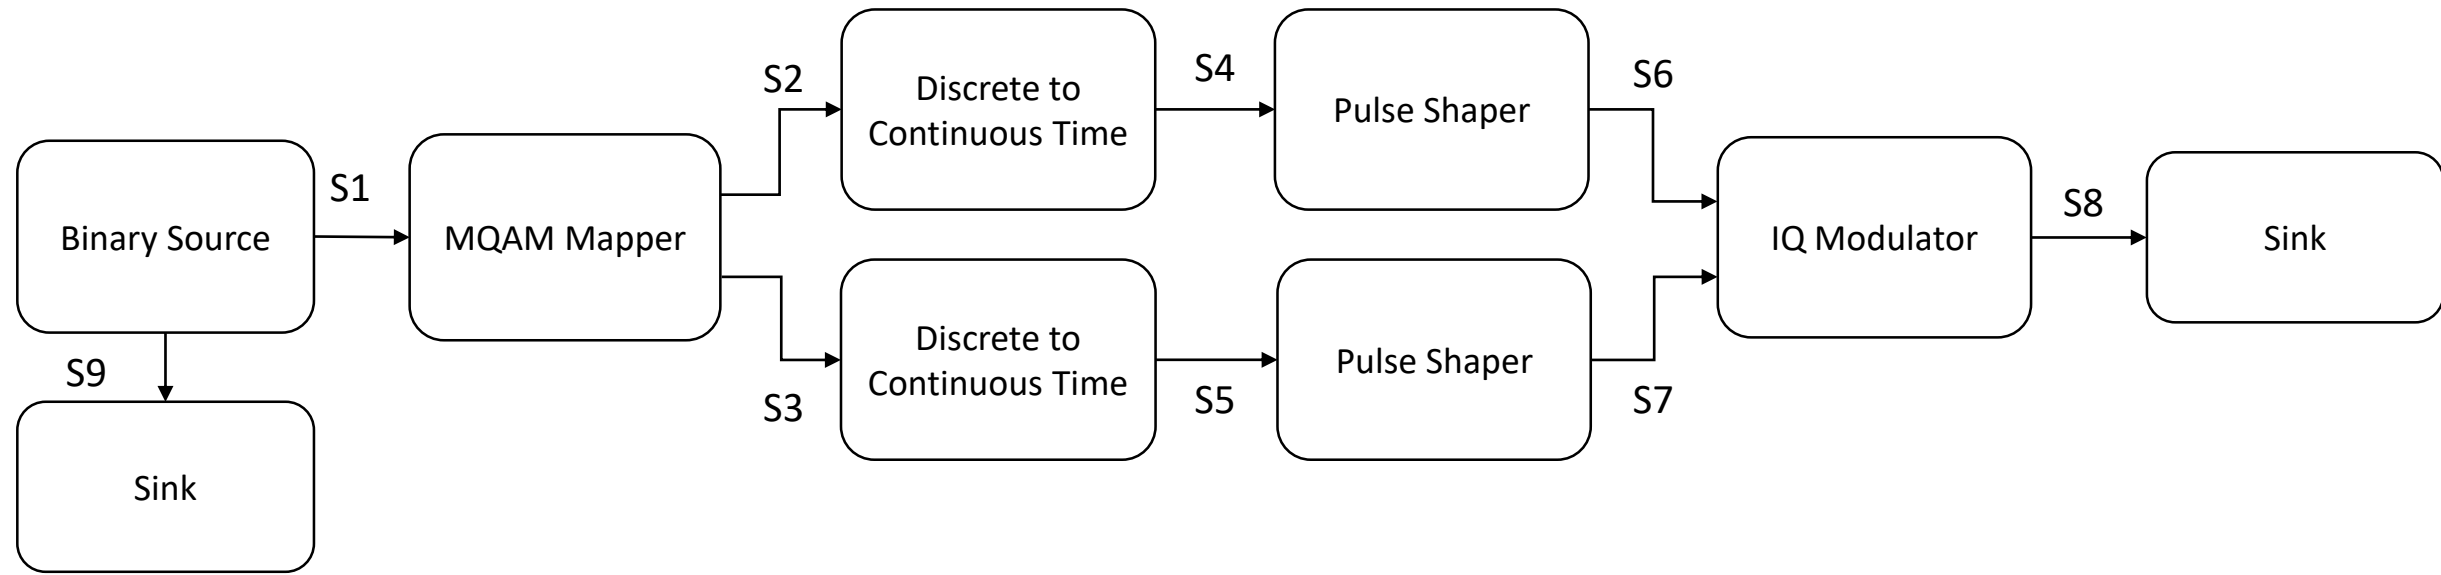 Binary Source
S1
S9
Sink
MQAM Mapper
S2
S3
Discrete to
Continuous Time
Discrete to
Continuous Time
S4
S5
Pulse Shaper
Pulse Shaper
S6
S7
IQ Modulator
S8
Sink